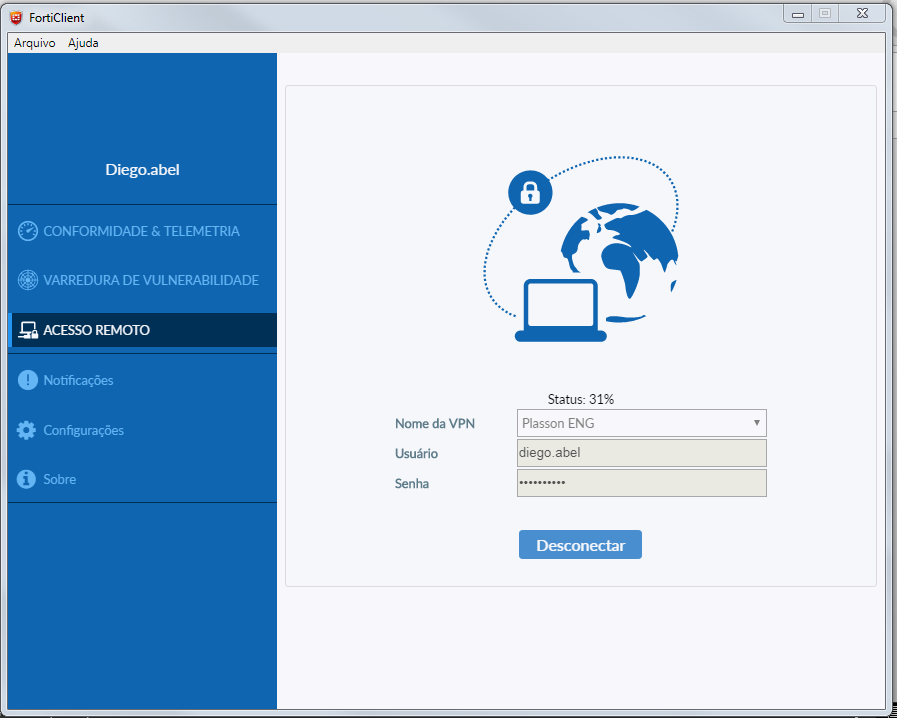 FortiClient
Arquivo Ajuda
Diego.abel
CONFORMIDADE & TELEMETRIA
VARREDURA DE VULNERABILIDADE
ACESSO REMOTO
Notificações
Configurações
Sobre
Status: 31%
Nome da VPN Plasson ENG
Usuário diego.abel
Senha ••••••••••
Desconectar